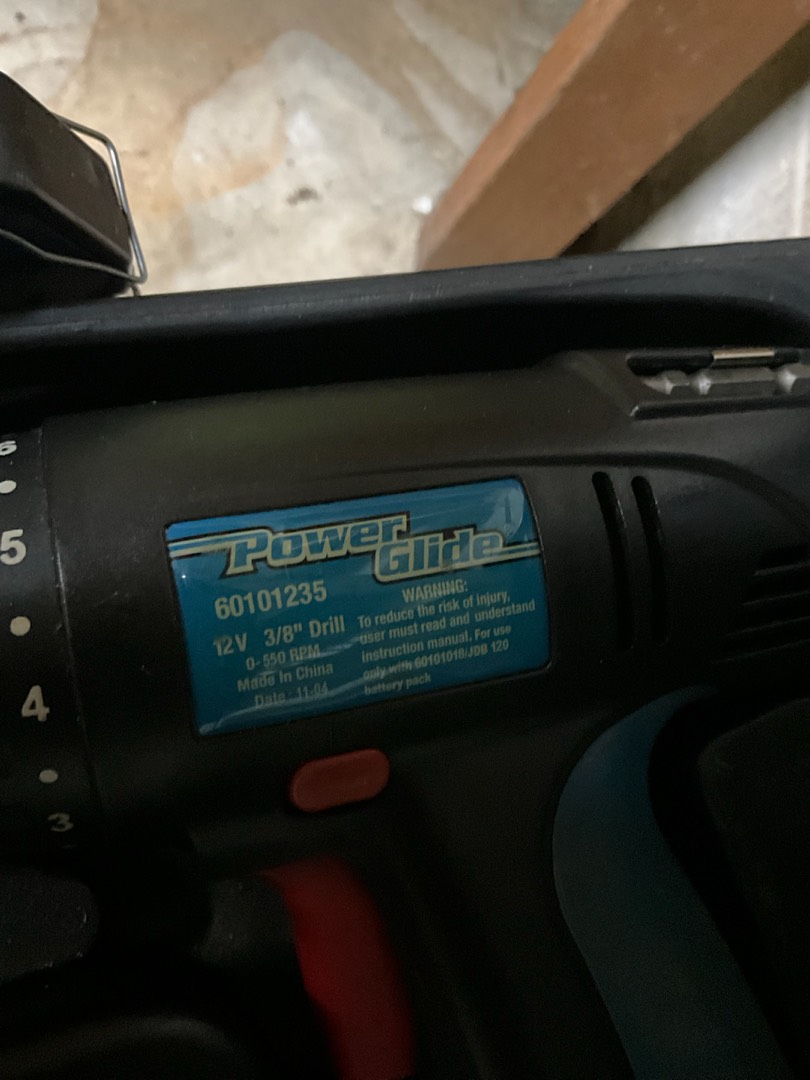 6
5
4
3
Power
Glide
60101235
12V 3/8" Drill
0-550 RPM
Made In China
Date : 11-04
WARNING:
To reduce the risk of injury,
user must read and understand
instruction manual. For use
only with 60101018/JDB 120
battery pack